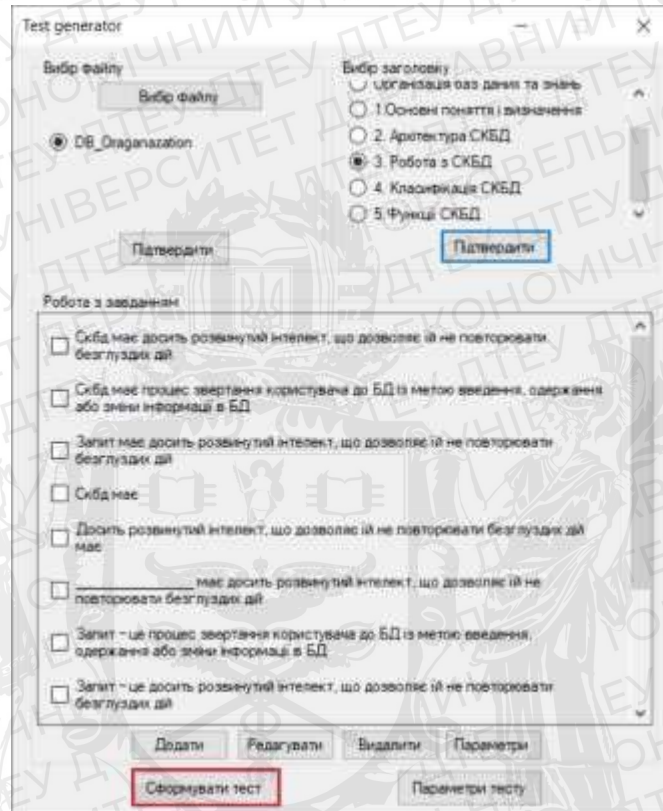 Test generator
Вибір файлу
Вибір файлу
DB_Oraganazation
Підтвердити
Вибір заголовку
Організація баз даних та знань
1.Основні поняття і визначення
2. Архітектура СКБД
3. Робота з СКБД
4. Класифікація СКБД
5. Функції СКБД
Підтвердити
Робота з завданням
Скбд має досить розвинутий інтелект, що дозволяє їй не повторювати
безглуздих дій
Скбд має процес звертання користувача до БД із метою введення, одержання
або зміни інформації в БД
Запит має досить розвинутий інтелект, що дозволяє їй не повторювати
безглуздих дій
Скбд має
Досить розвинутий інтелект, що дозволяє їй не повторювати безглуздих дій
має
____________ має досить розвинутий інтелект, що дозволяє їй не
повторювати безглуздих дій
Запит - це процес звертання користувача до БД із метою введення,
одержання або зміни інформації в БД
Запит - це досить розвинутий інтелект, що дозволяє їй не повторювати
безглуздих дій
Додати Редагувати Видалити Параметри
Сформувати тест Параметри тесту